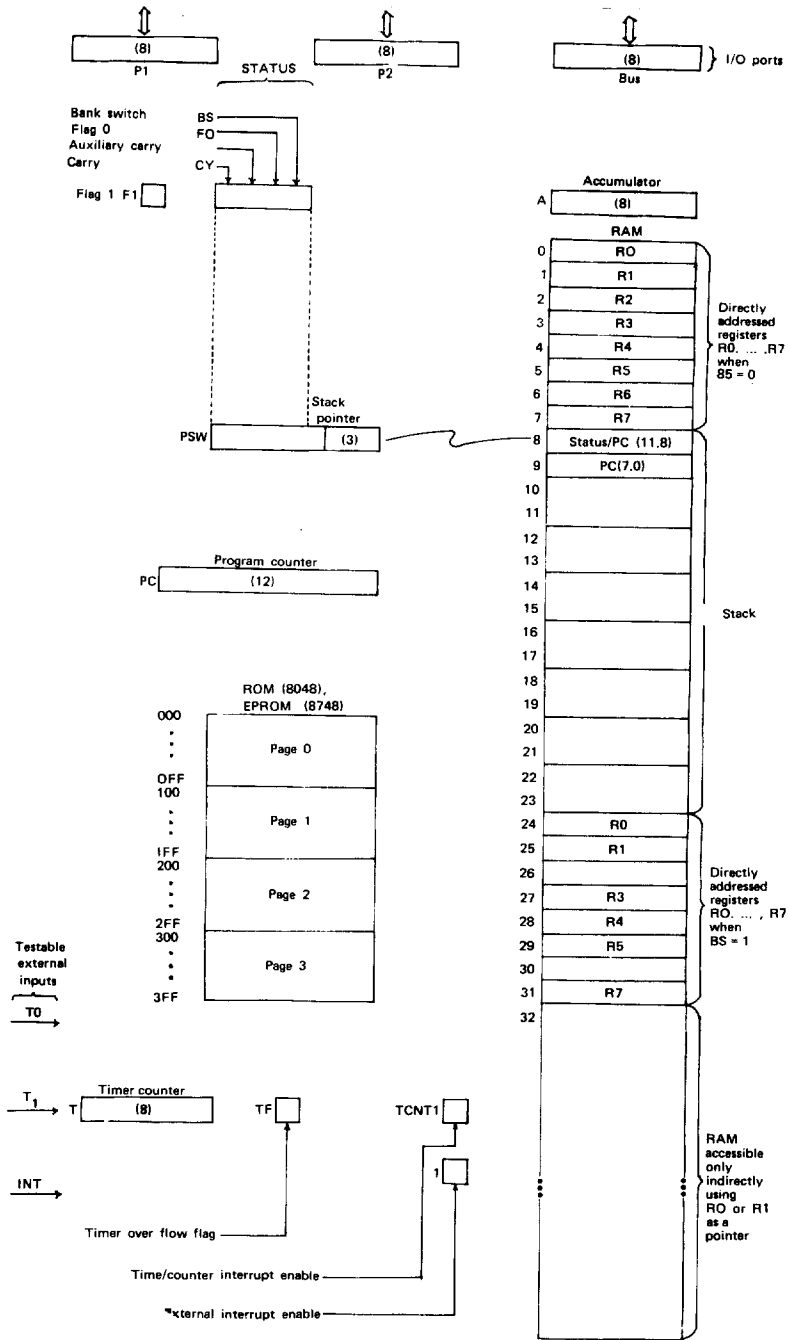 (8)
P1
STATUS
(8)
P2
(8)
Bus
I/O ports
Bank switch
Flag 0
Auxiliary carry
Carry
BS
FO
CY
Flag 1 F1
Accumulator
A
(8)
RAM
0 RO
1 R1
2 R2
3 R3
4 R4
5 R5
6 R6
7 R7
Directly
addressed
registers
RO. ... .R7
when
85 = 0
Stack
pointer
PSW
(3)
8 Status/PC (11.8)
9 PC(7.0)
10
11
12
13
14
15
16
17
18
19
20
21
22
23
Stack
Program counter
PC
(12)
ROM (8048),
EPROM (8748)
000
Page 0
OFF
100
Page 1
1FF
200
Page 2
2FF
300
Page 3
3FF
24 R0
25 R1
26
27 R3
28 R4
29 R5
30
31 R7
32
Directly
addressed
registers
RO. ... , R7
when
BS = 1
Testable
external
inputs
TO
T1
Timer counter
T
(8)
TF
TCNT1
1
INT
Timer over flow flag
Time/counter interrupt enable
xternal interrupt enable
RAM
accessible
only
indirectly
using
RO or R1
as a
pointer